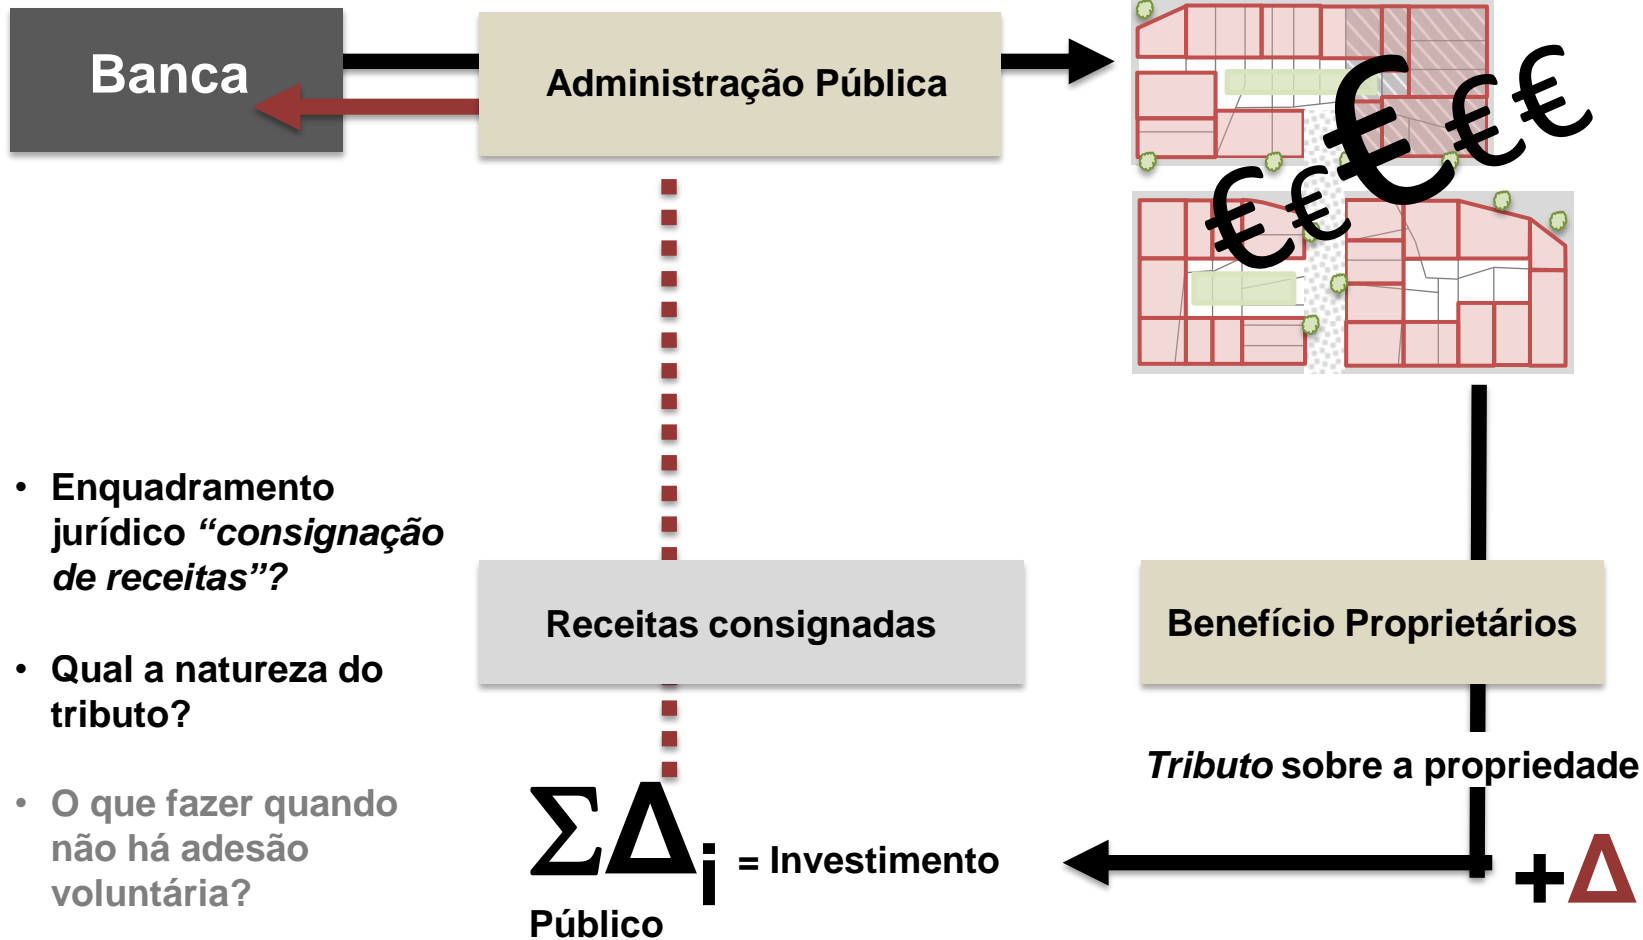 Banca
Administração Pública
€ € € € €
• Enquadramento
jurídico “consignação
de receitas”?
• Qual a natureza do
tributo?
• O que fazer quando
não há adesão
voluntária?
Receitas consignadas
Benefício Proprietários
Tributo sobre a propriedade
+Δ
ΣΔi = Investimento
Público